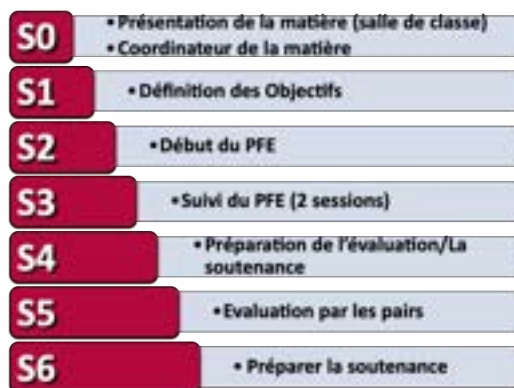 S0
• Présentation de la matière (salle de classe)
• Coordinateur de la matière
S1
• Définition des Objectifs
S2
• Début du PFE
S3
• Suivi du PFE (2 sessions)
S4
• Préparation de l'évaluation/La
soutenance
S5
• Evaluation par les pairs
S6
• Préparer la soutenance